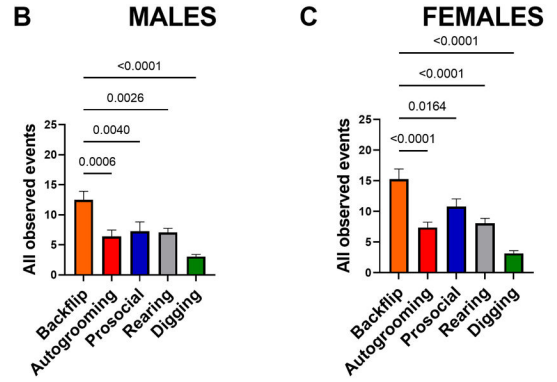 B MALES
<0.0001
0.0026
0.0040
0.0006
All observed events
25
20
15
10
5
0
Backflip
Autogrooming
Prosocial
Rearing
Digging
C FEMALES
<0.0001
<0.0001
0.0164
<0.0001
All observed events
25
20
15
10
5
0
Backflip
Autogrooming
Prosocial
Rearing
Digging